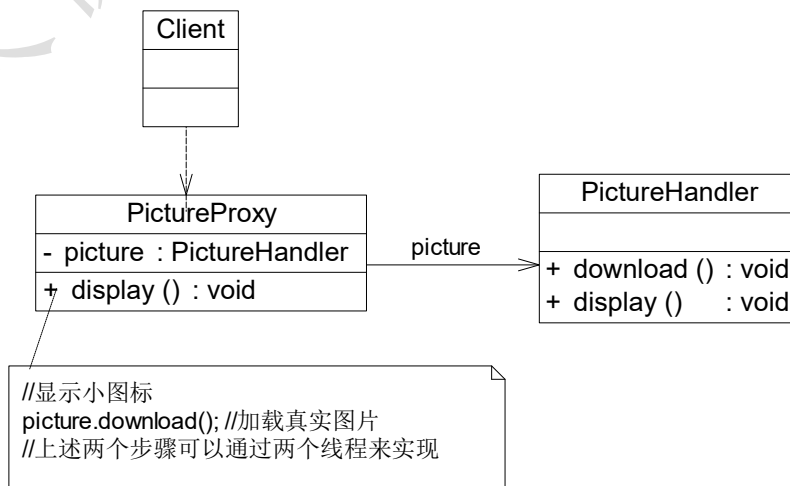 Client
PictureProxy
- picture : PictureHandler
+ display () : void
picture
PictureHandler
+ download () : void
+ display () : void
//显示小图标
picture.download(); //加载真实图片
//上述两个步骤可以通过两个线程来实现